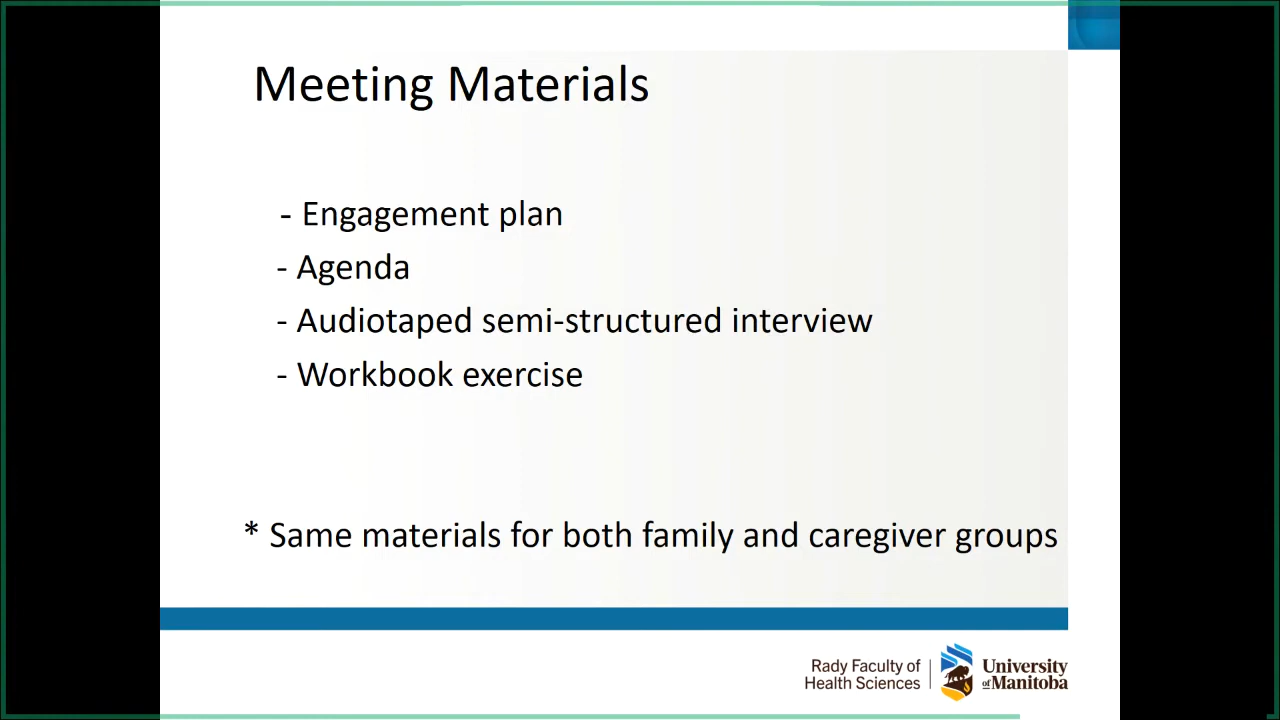 Meeting Materials
- Engagement plan
- Agenda
- Audiotaped semi-structured interview
- Workbook exercise
* Same materials for both family and caregiver groups
Rady Faculty of
Health Sciences
University
of Manitoba